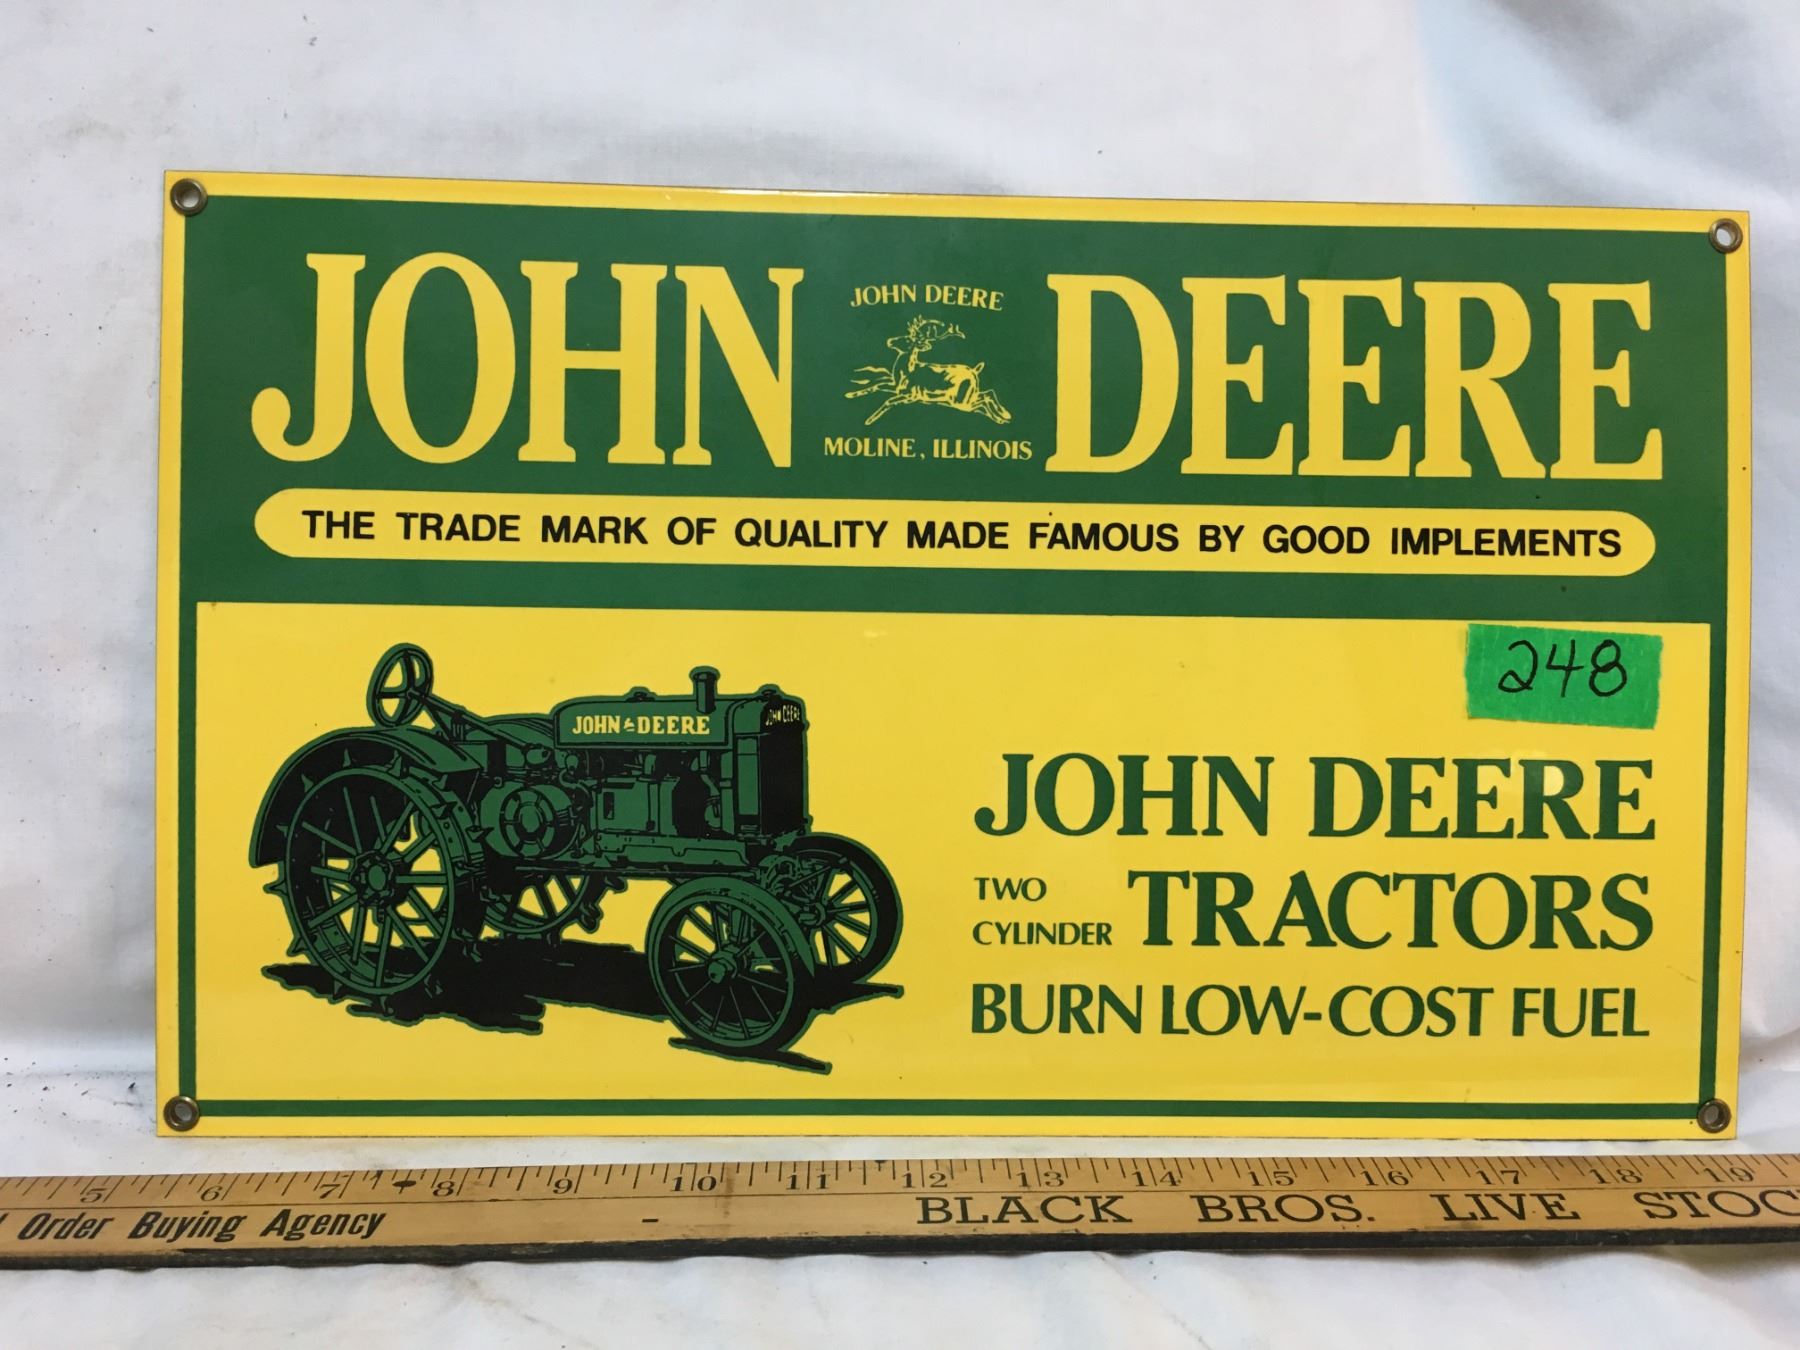 JOHN DEERE
JOHN DEERE
MOLINE, ILLINOIS
THE TRADE MARK OF QUALITY MADE FAMOUS BY GOOD IMPLEMENTS
248
JOHN DEERE
JOHN DEERE
JOHN DEERE
TWO CYLINDER TRACTORS
BURN LOW-COST FUEL
5 6 7 8 9 10 11 12 13 14 15 16 17 18 19
Order Buying Agency - BLACK BROS. LIVE STOC